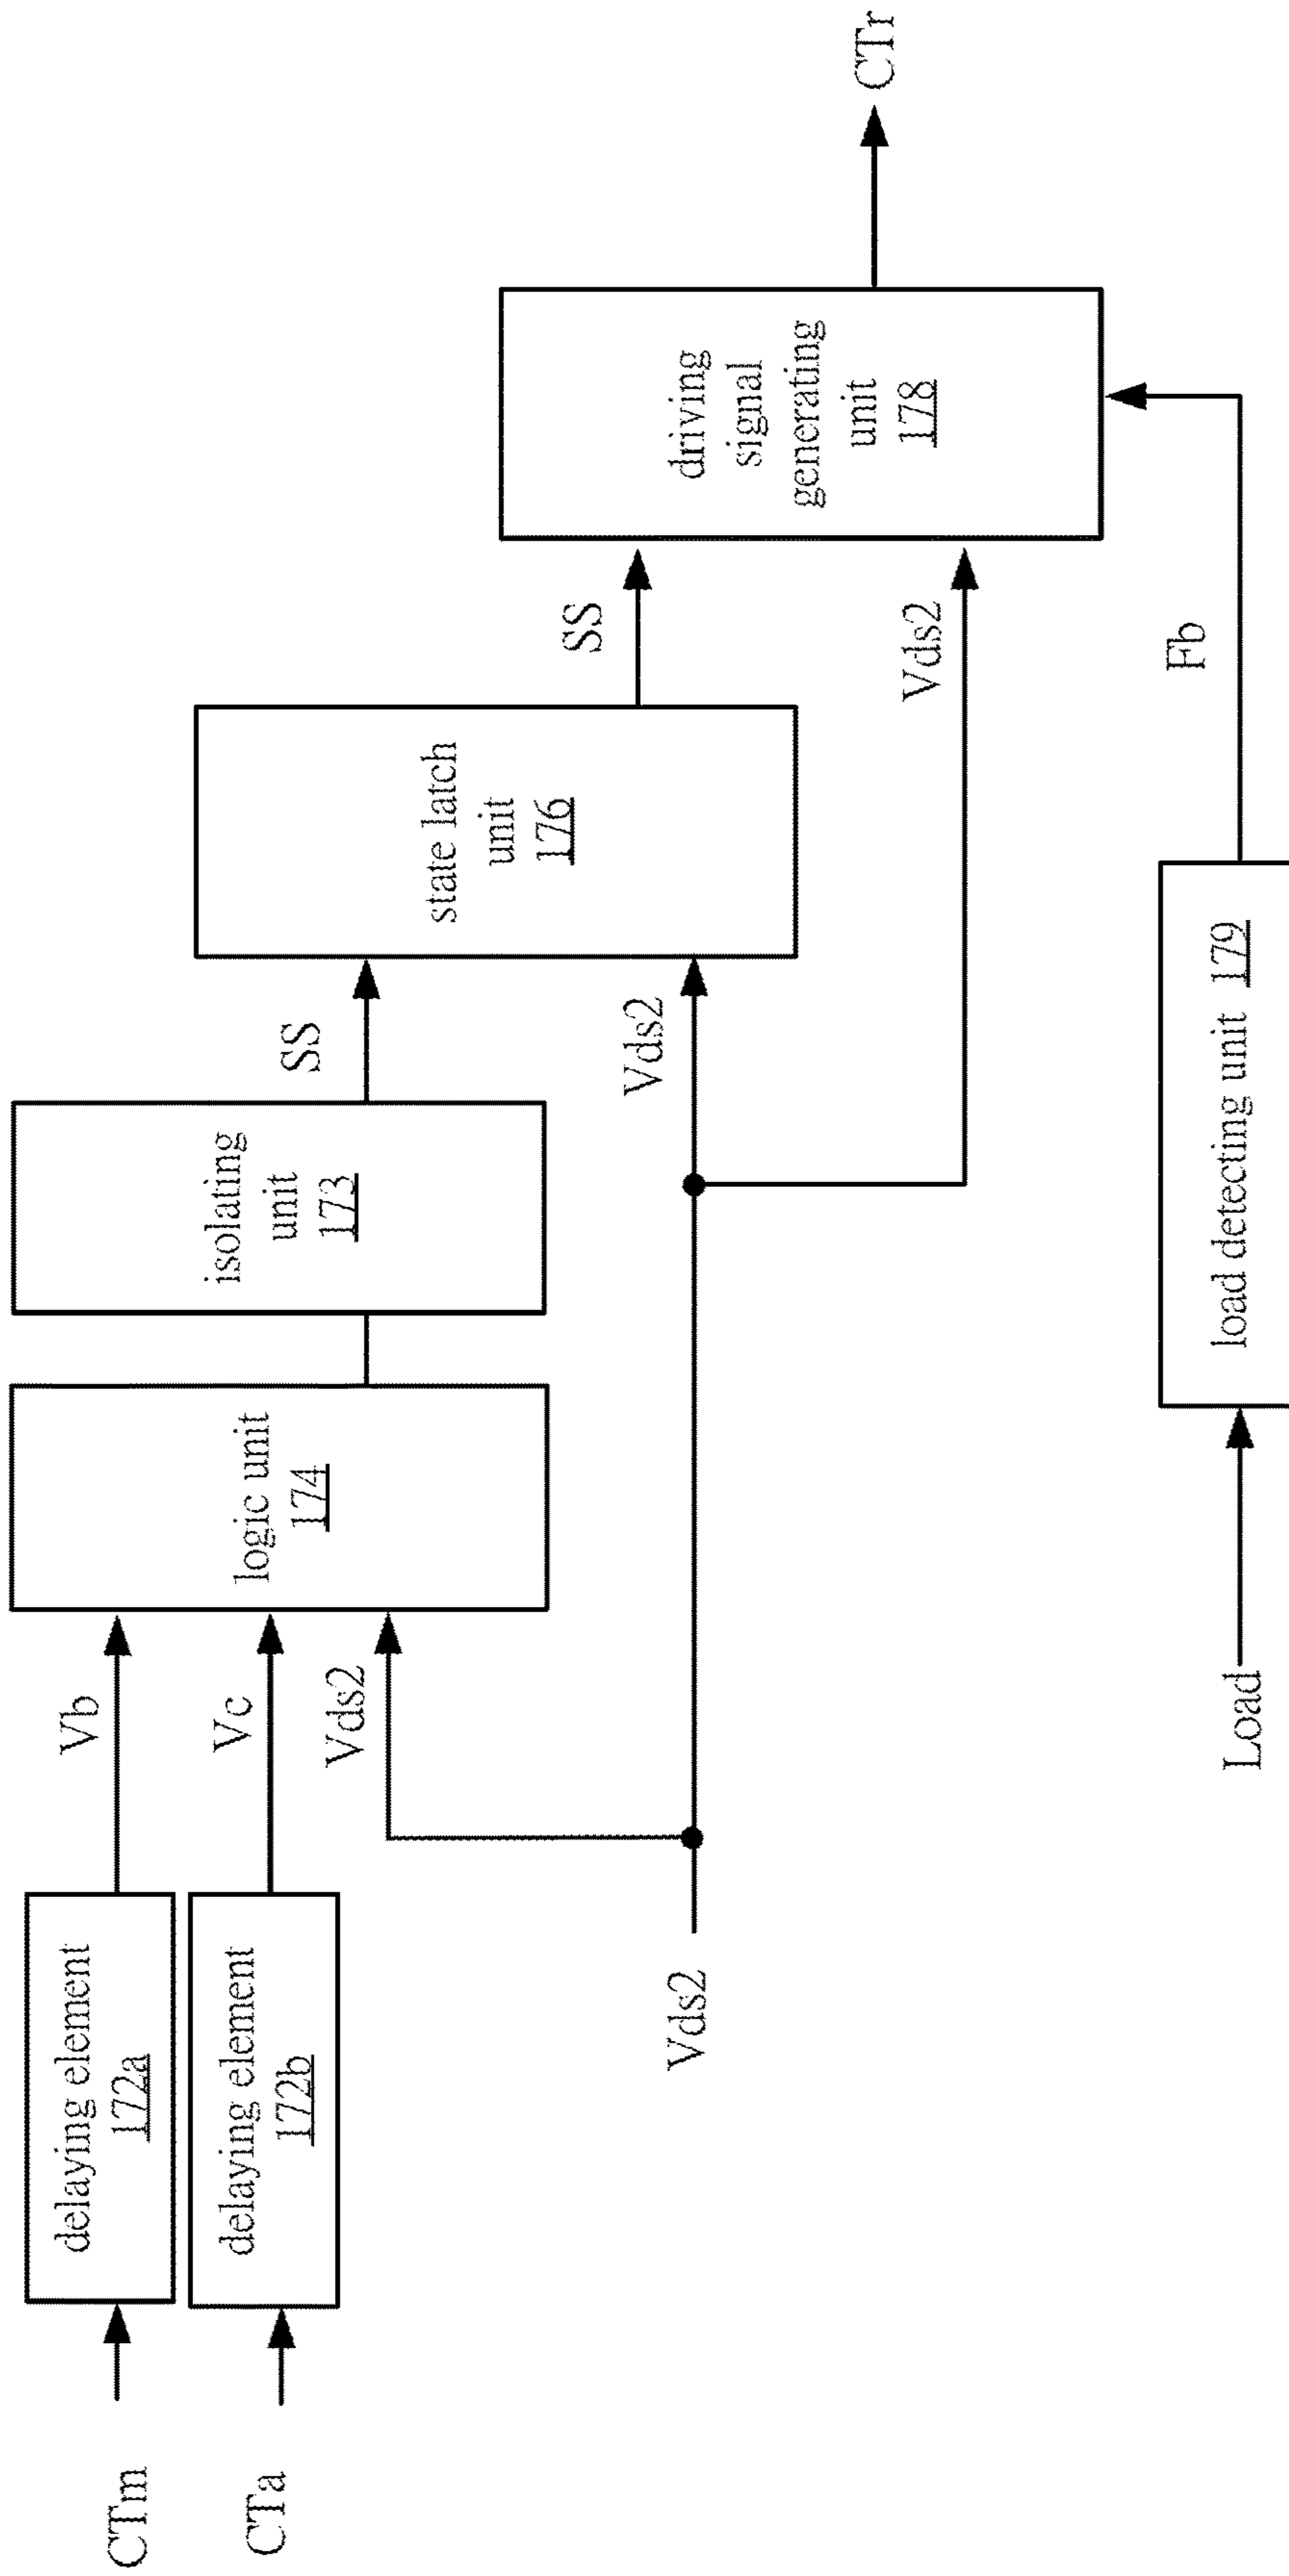 CTm
delaying element
172a
Vb
CTa
delaying element
172b
Vc
Vds2
logic unit
174
isolating
unit
173
SS
state latch
unit
176
SS
Vds2
Vds2
Vds2
driving
signal
generating
unit
178
CTr
Load
load detecting unit 179
Fb